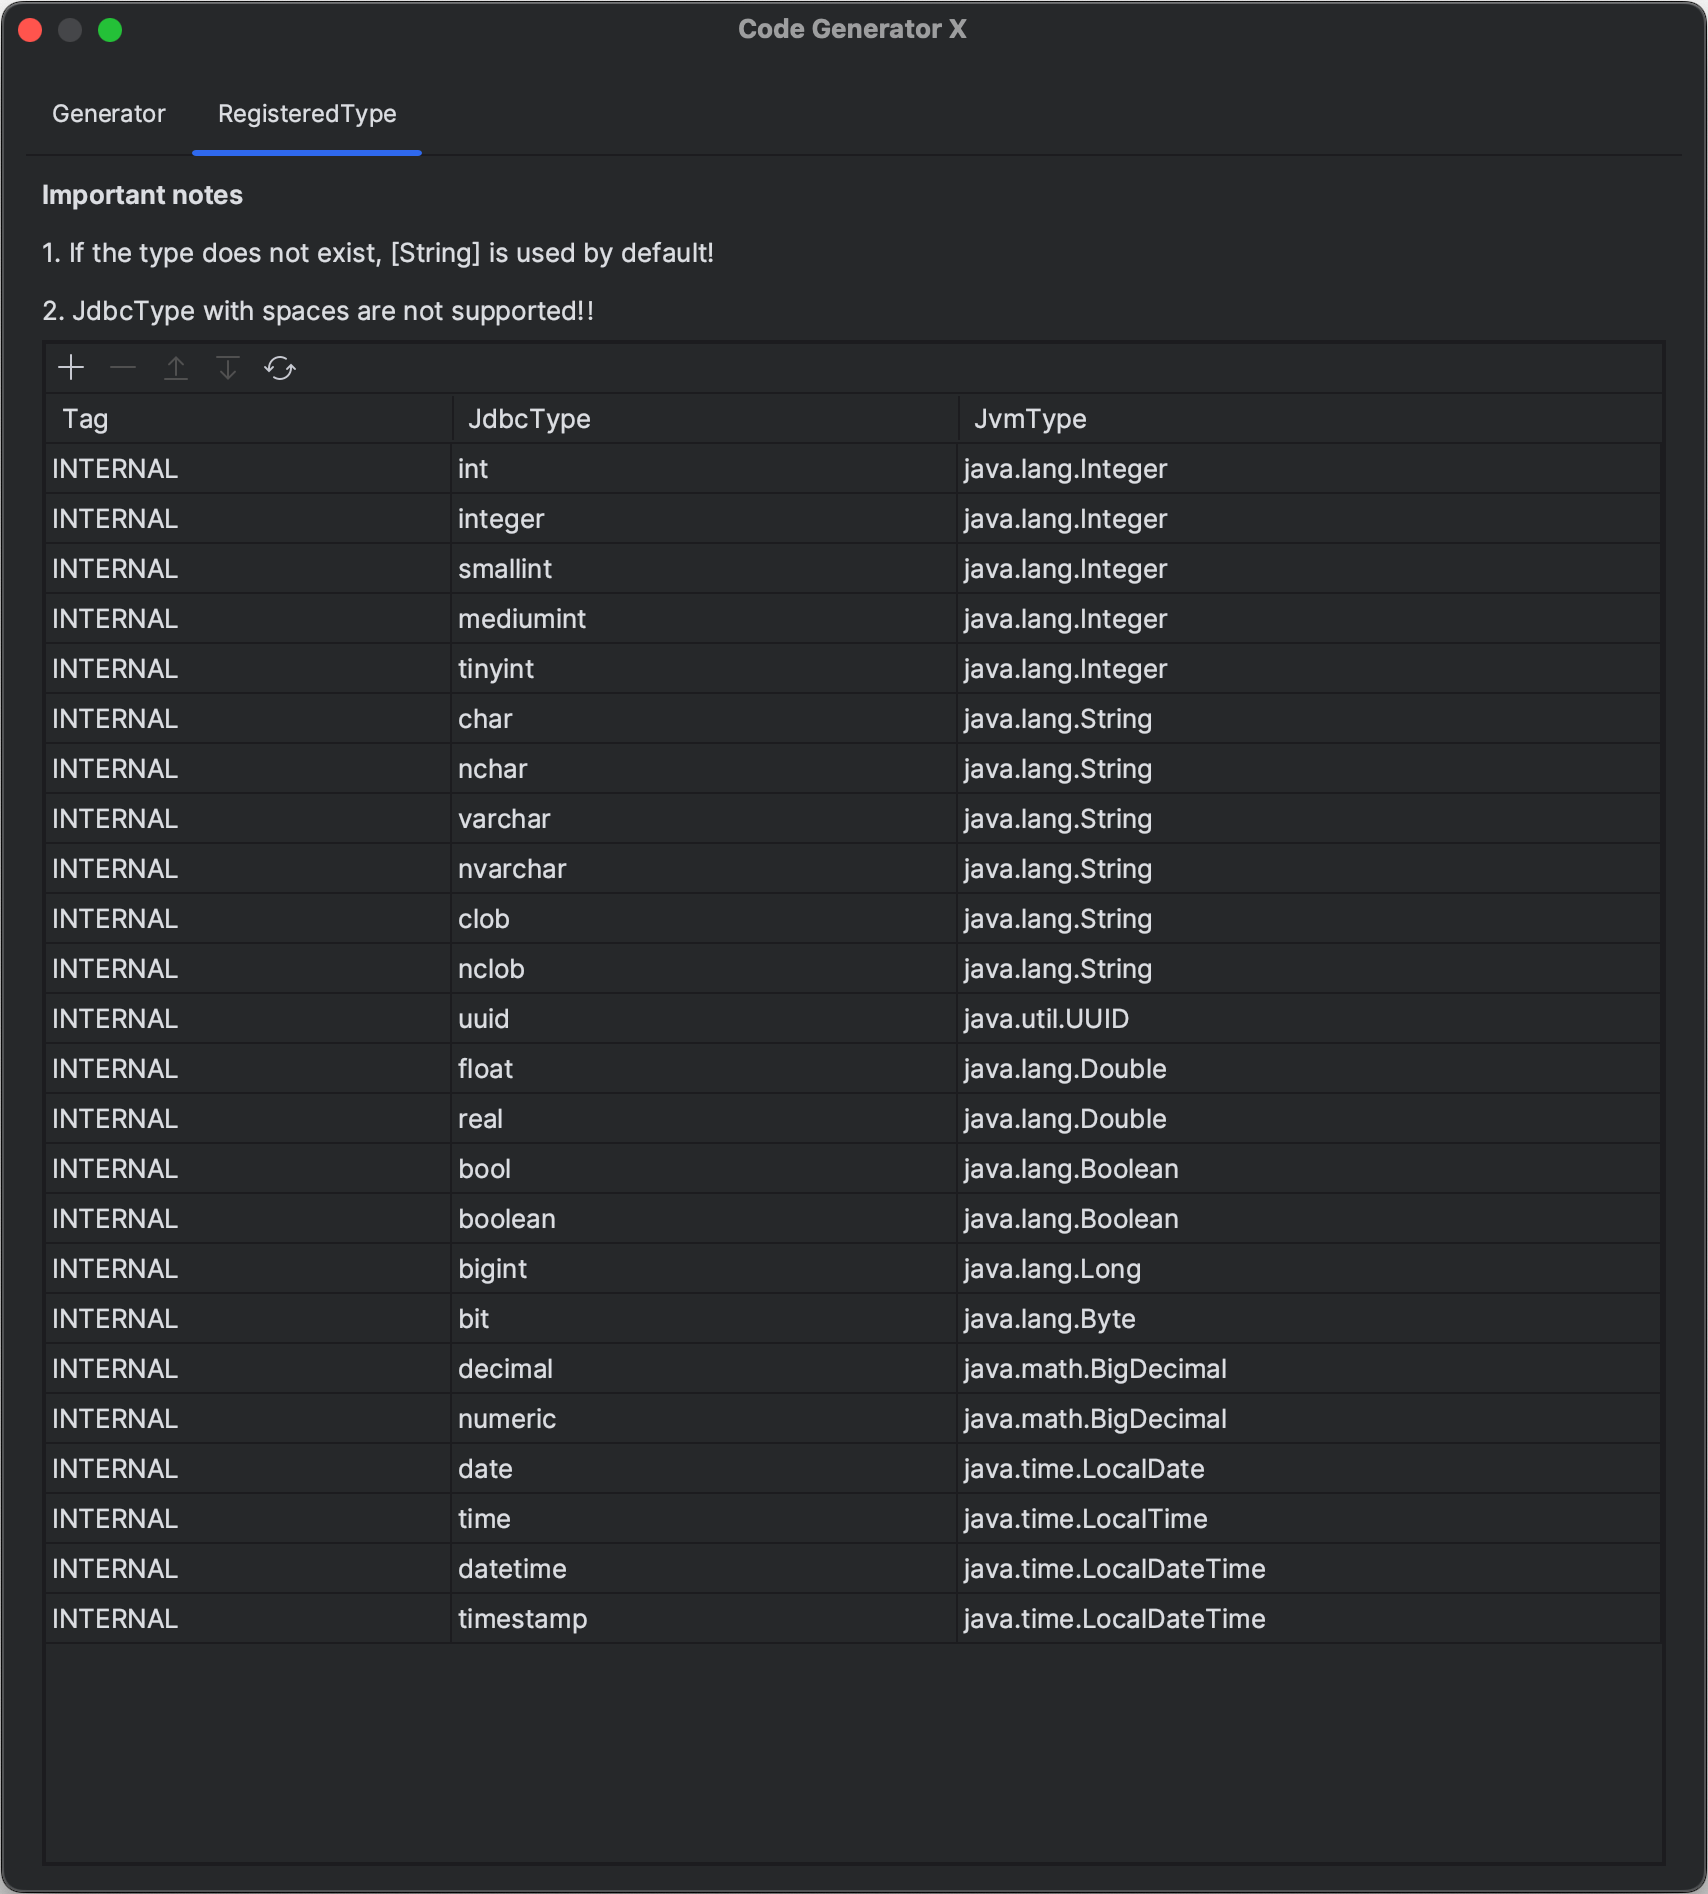 Code Generator X
Generator RegisteredType
Important notes
1. If the type does not exist, [String] is used by default!
2. JdbcType with spaces are not supported!!
Tag JdbcType JvmType
INTERNAL int java.lang.Integer
INTERNAL integer java.lang.Integer
INTERNAL smallint java.lang.Integer
INTERNAL mediumint java.lang.Integer
INTERNAL tinyint java.lang.Integer
INTERNAL char java.lang.String
INTERNAL nchar java.lang.String
INTERNAL varchar java.lang.String
INTERNAL nvarchar java.lang.String
INTERNAL clob java.lang.String
INTERNAL nclob java.lang.String
INTERNAL uuid java.util.UUID
INTERNAL float java.lang.Double
INTERNAL real java.lang.Double
INTERNAL bool java.lang.Boolean
INTERNAL boolean java.lang.Boolean
INTERNAL bigint java.lang.Long
INTERNAL bit java.lang.Byte
INTERNAL decimal java.math.BigDecimal
INTERNAL numeric java.math.BigDecimal
INTERNAL date java.time.LocalDate
INTERNAL time java.time.LocalTime
INTERNAL datetime java.time.LocalDateTime
INTERNAL timestamp java.time.LocalDateTime